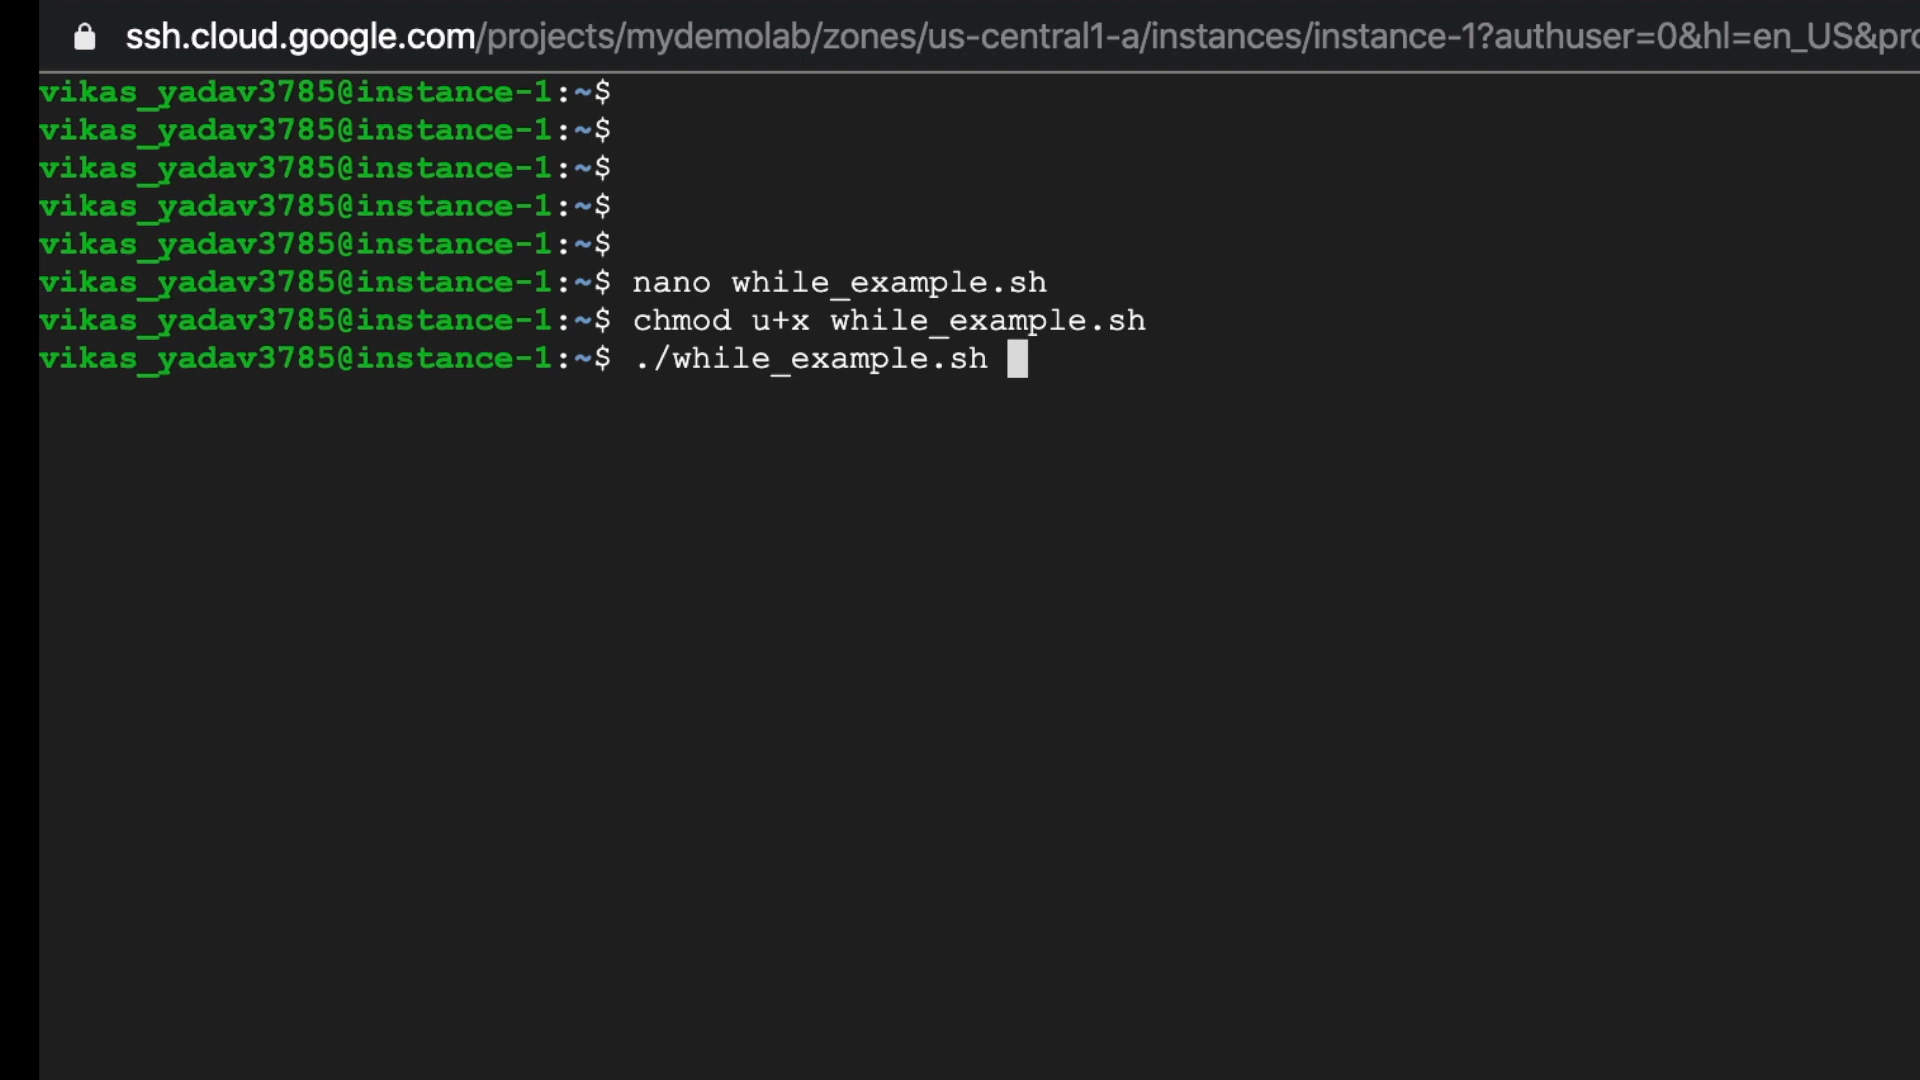 ssh.cloud.google.com/projects/mydemolab/zones/us-central1-a/instances/instance-1?authuser=0&hl=en_US&pro
vikas_yadav3785@instance-1:~$
vikas_yadav3785@instance-1:~$
vikas_yadav3785@instance-1:~$
vikas_yadav3785@instance-1:~$
vikas_yadav3785@instance-1:~$
vikas_yadav3785@instance-1:~$ nano while_example.sh
vikas_yadav3785@instance-1:~$ chmod u+x while_example.sh
vikas_yadav3785@instance-1:~$ ./while_example.sh